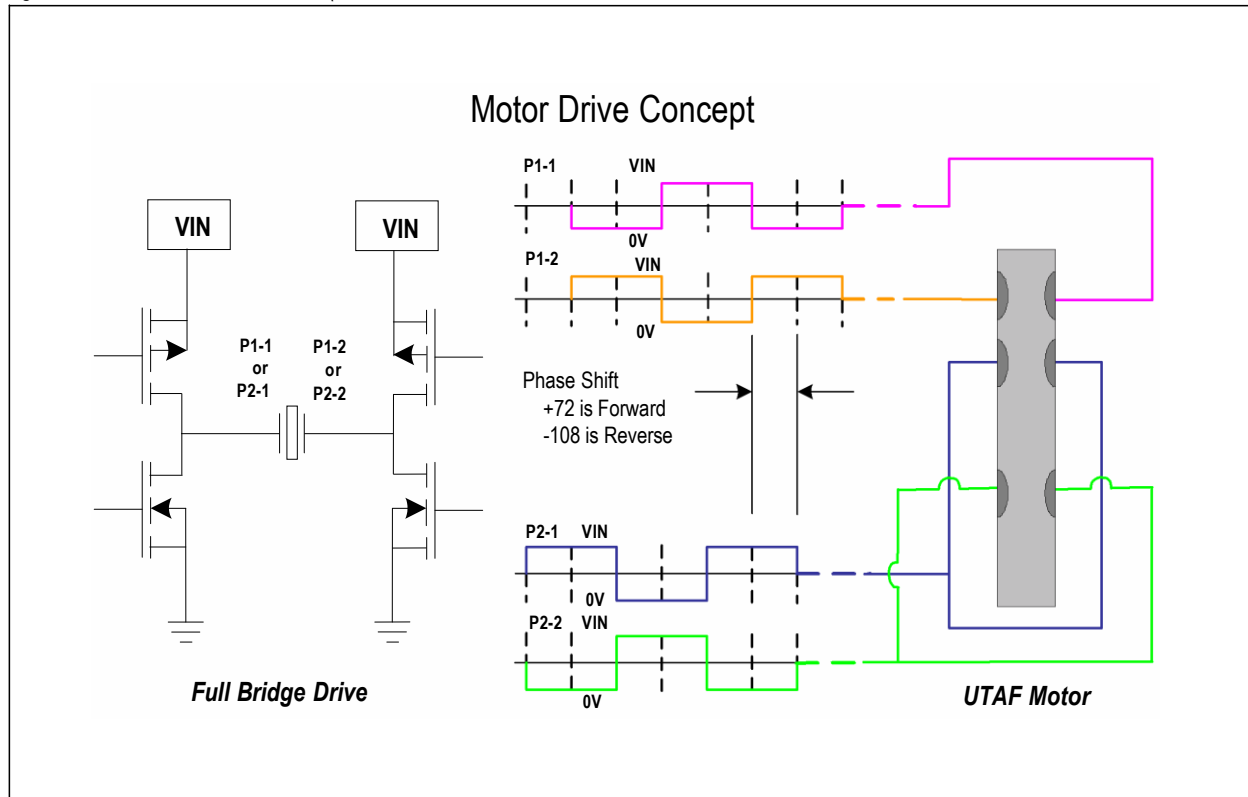 Motor Drive Concept
VIN
VIN
P1-1
or
P2-1
P1-2
or
P2-2
Full Bridge Drive
P1-1
VIN
0V
P1-2
VIN
0V
Phase Shift
+72 is Forward
-108 is Reverse
P2-1
VIN
0V
P2-2
VIN
0V
UTAF Motor